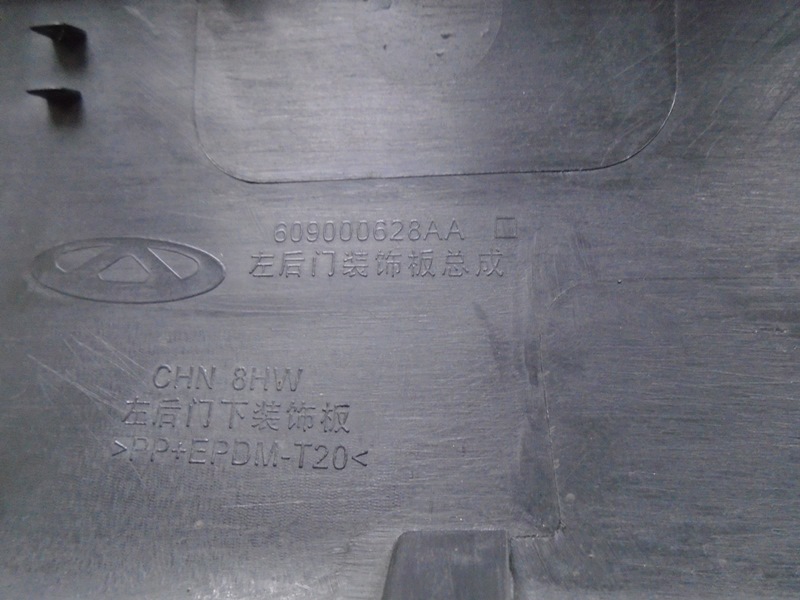 609000628AA
左后门装饰板总成
CHN 8HW
左后门下装饰板
>PP+EPDM-T20<